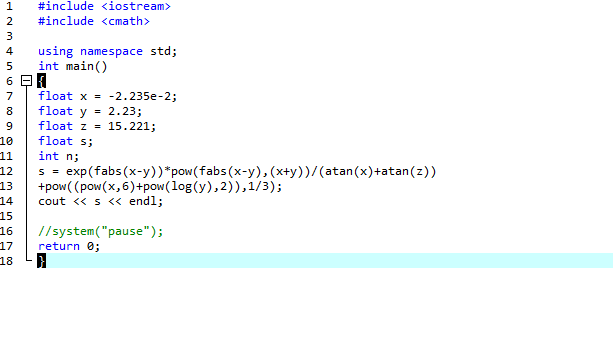 1 #include <iostream>
2 #include <cmath>
3
4 using namespace std;
5 int main()
6 {
7 float x = -2.235e-2;
8 float y = 2.23;
9 float z = 15.221;
10 float s;
11 int n;
12 s = exp(fabs(x-y))*pow(fabs(x-y),(x+y))/(atan(x)+atan(z))
13 +pow((pow(x,6)+pow(log(y),2)),1/3);
14 cout << s << endl;
15
16 //system("pause");
17 return 0;
18 }